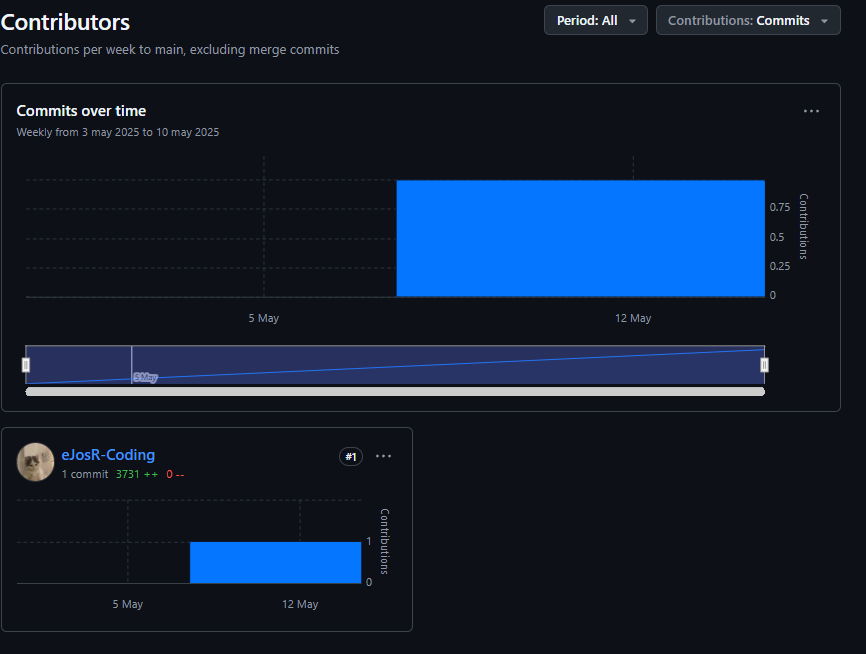 Contributors
Period: All
Contributions: Commits
Contributions per week to main, excluding merge commits
Commits over time
Weekly from 3 may 2025 to 10 may 2025
0.75
0.5
0.25
0
Contributions
5 May
12 May
5 May
eJosR-Coding
#1
1 commit 3731 ++ 0 --
1
0
Contributions
5 May
12 May